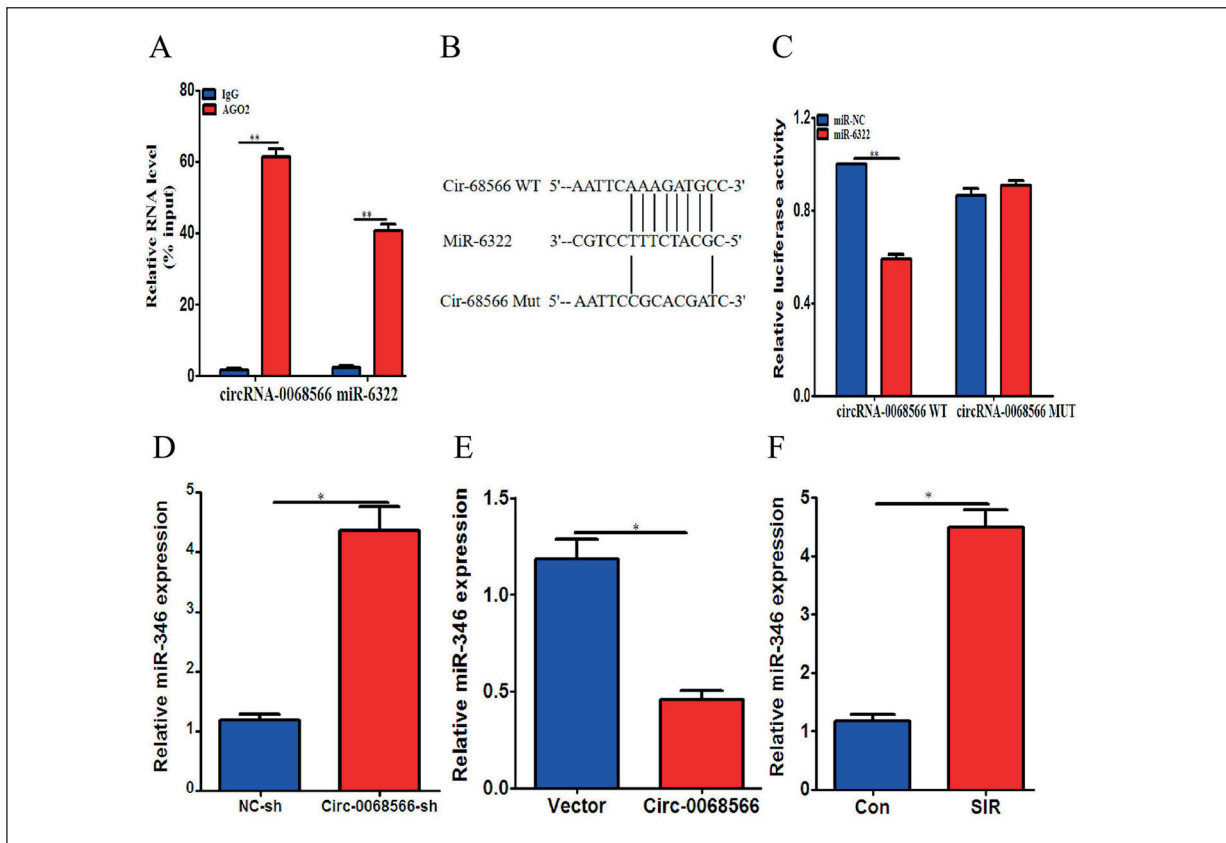 A
Relative RNA level
(% input)
80
60
40
20
0
IgG
AGO2
**
**
circRNA-0068566 miR-6322
B
Cir-68566 WT 5'--AATTCAAAGATGCC-3'
MiR-6322 3'--CGTCCTTTCTACGC-5'
Cir-68566 Mut 5'-- AATTCCGCACGATC-3'
C
Relative luciferase activity
1.2
0.8
0.4
0.0
miR-NC
miR-6322
**
circRNA-0068566 WT circRNA-0068566 MUT
D
Relative miR-346 expression
5
4
3
2
1
0
*
NC-sh Circ-0068566-sh
E
Relative miR-346 expression
1.5
1.0
0.5
0.0
*
Vector Circ-0068566
F
Relative miR-346 expression
5
4
3
2
1
0
*
Con SIR